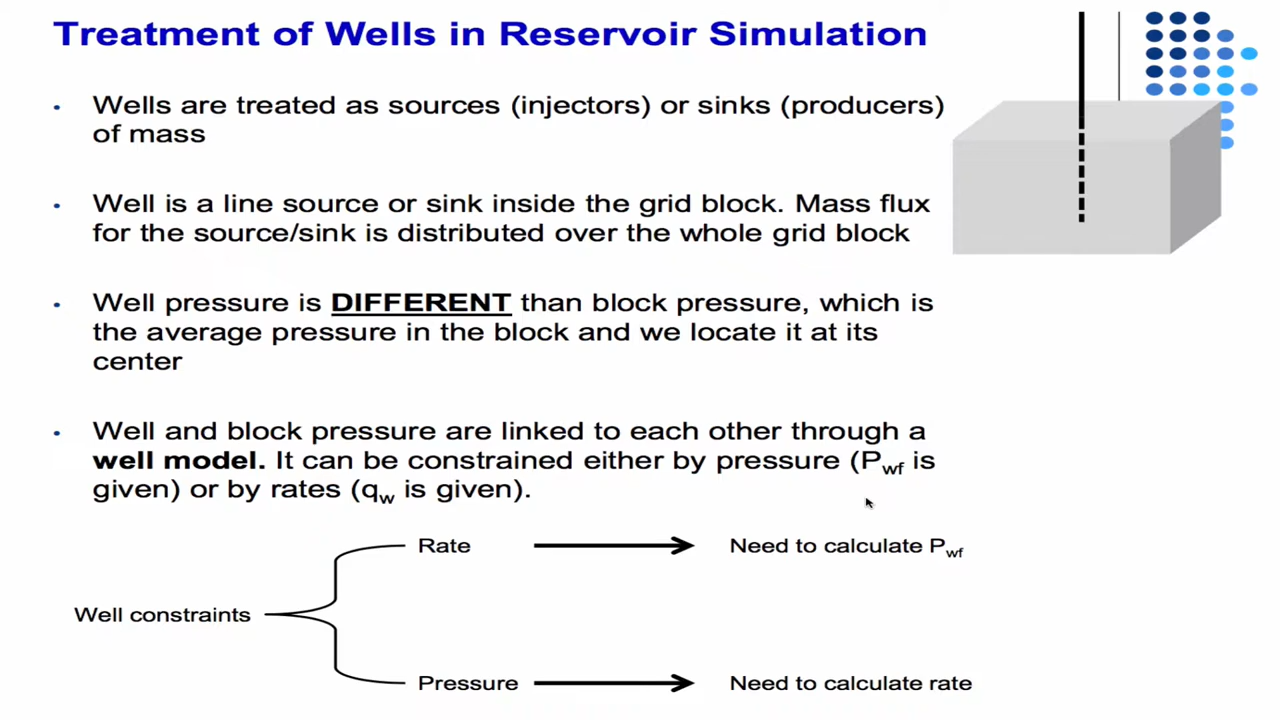 Treatment of Wells in Reservoir Simulation
• Wells are treated as sources (injectors) or sinks (producers)
of mass
• Well is a line source or sink inside the grid block. Mass flux
for the source/sink is distributed over the whole grid block
• Well pressure is DIFFERENT than block pressure, which is
the average pressure in the block and we locate it at its
center
• Well and block pressure are linked to each other through a
well model. It can be constrained either by pressure (Pwf is
given) or by rates (qw is given).
Rate
Need to calculate Pwf
Well constraints
Pressure
Need to calculate rate